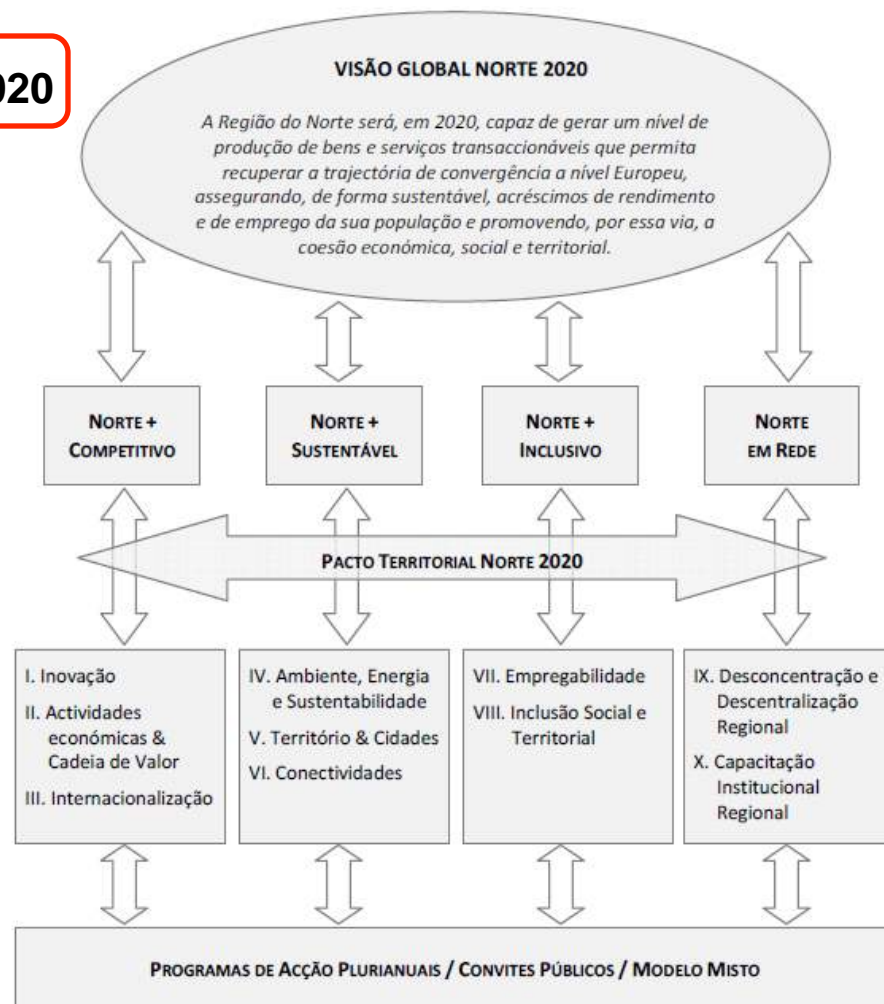 020
VISÃO GLOBAL NORTE 2020
A Região do Norte será, em 2020, capaz de gerar um nível de
produção de bens e serviços transaccionáveis que permita
recuperar a trajectória de convergência a nível Europeu,
assegurando, de forma sustentável, acréscimos de rendimento
e de emprego da sua população e promovendo, por essa via, a
coesão económica, social e territorial.
NORTE +
COMPETITIVO
NORTE +
SUSTENTÁVEL
NORTE +
INCLUSIVO
NORTE
EM REDE
PACTO TERRITORIAL NORTE 2020
I. Inovação
II. Actividades
económicas &
Cadeia de Valor
III. Internacionalização
IV. Ambiente, Energia
e Sustentabilidade
V. Território & Cidades
VI. Conectividades
VII. Empregabilidade
VIII. Inclusão Social e
Territorial
IX. Desconcentração e
Descentralização
Regional
X. Capacitação
Institucional
Regional
PROGRAMAS DE ACÇÃO PLURIANUAIS / CONVITES PÚBLICOS / MODELO MISTO